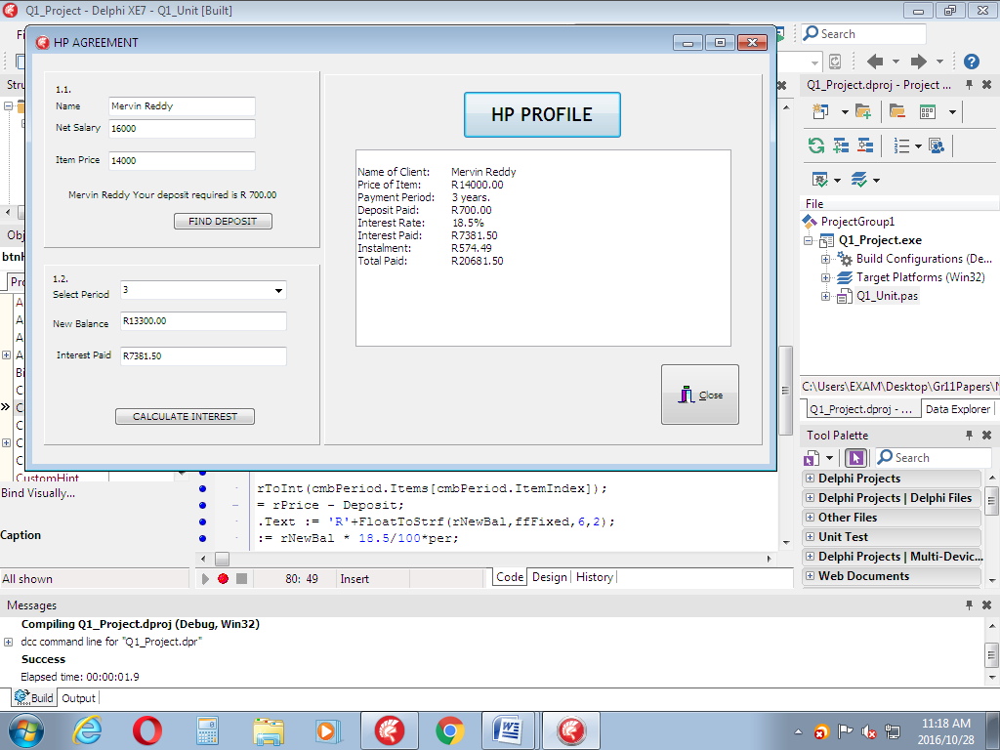 Q1_Project - Delphi XE7 - Q1_Unit [Built]
Search
HP AGREEMENT
1.1.
Name
Mervin Reddy
Net Salary
16000
Item Price
14000
Mervin Reddy Your deposit required is R 700.00
FIND DEPOSIT
1.2.
Select Period
3
New Balance
R13300.00
Interest Paid
R7381.50
CALCULATE INTEREST
HP PROFILE
Name of Client: Mervin Reddy
Price of Item: R14000.00
Payment Period: 3 years.
Deposit Paid: R700.00
Interest Rate: 18.5%
Interest Paid: R7381.50
Instalment: R574.49
Total Paid: R20681.50
Close
Q1_Project.dproj - Project ...
File
ProjectGroup1
Q1_Project.exe
Build Configurations (De...
Target Platforms (Win32)
Q1_Unit.pas
C:\Users\EXAM\Desktop\Gr11Papers\
Q1_Project.dproj - ...
Data Explorer
Tool Palette
Search
Delphi Projects
Delphi Projects | Delphi Files
Other Files
Unit Test
Delphi Projects | Multi-Devic...
Web Documents
CustomHint
Bind Visually...
Caption
All shown
rToInt(cmbPeriod.Items[cmbPeriod.ItemIndex]);
= rPrice - Deposit;
.Text := 'R'+FloatToStrf(rNewBal,ffFixed,6,2);
:= rNewBal * 18.5/100*per;
80: 49
Insert
Code
Design
History
Messages
Compiling Q1_Project.dproj (Debug, Win32)
dcc command line for "Q1_Project.dpr"
Success
Elapsed time: 00:00:01.9
Build
Output
11:18 AM
2016/10/28